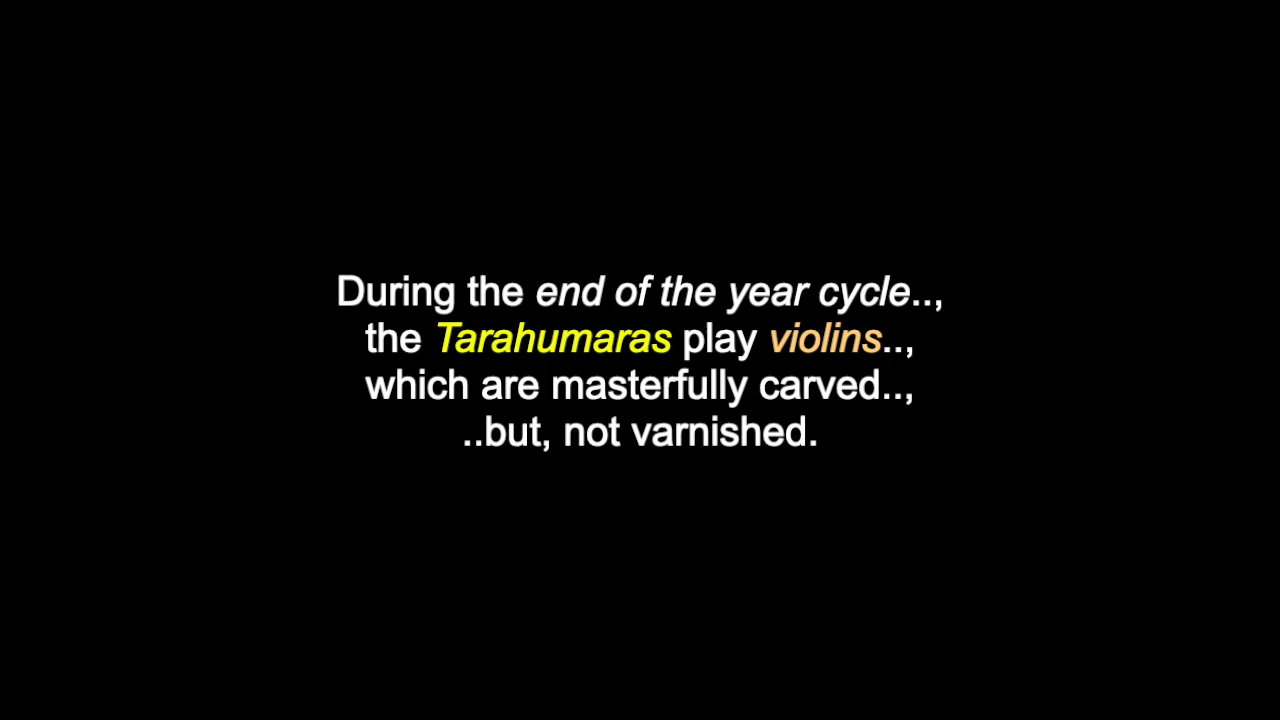 During the end of the year cycle..,
the Tarahumaras play violins..,
which are masterfully carved..,
..but, not varnished.